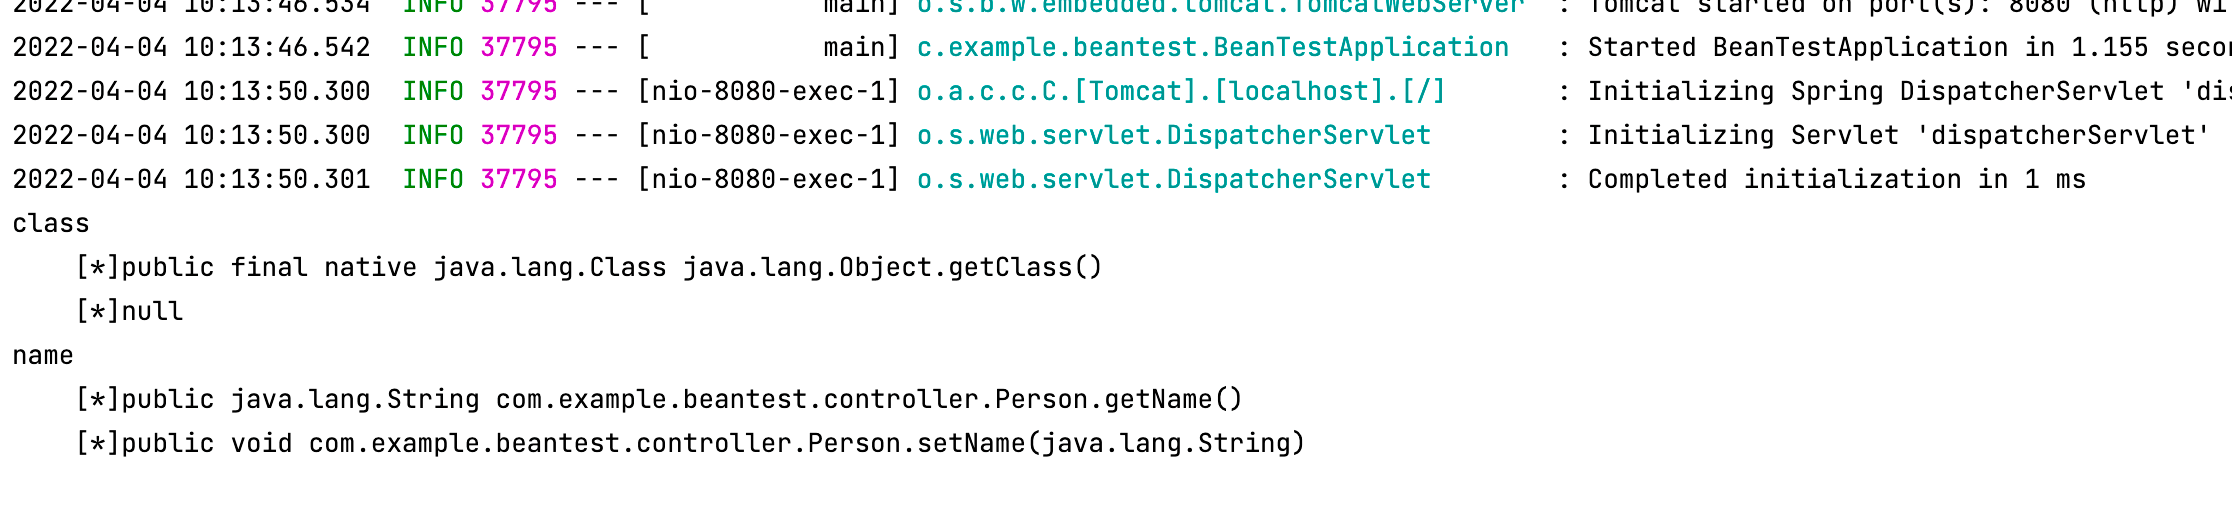 2022-04-04 10:13:46.534  INFO 37795 --- [           main] o.s.b.w.embedded.tomcat.TomcatWebServer  : Tomcat started on port(s): 8080 (http) wi
2022-04-04 10:13:46.542  INFO 37795 --- [           main] c.example.beantest.BeanTestApplication   : Started BeanTestApplication in 1.155 secon
2022-04-04 10:13:50.300  INFO 37795 --- [nio-8080-exec-1] o.a.c.c.C.[Tomcat].[localhost].[/]       : Initializing Spring DispatcherServlet 'dis
2022-04-04 10:13:50.300  INFO 37795 --- [nio-8080-exec-1] o.s.web.servlet.DispatcherServlet        : Initializing Servlet 'dispatcherServlet'
2022-04-04 10:13:50.301  INFO 37795 --- [nio-8080-exec-1] o.s.web.servlet.DispatcherServlet        : Completed initialization in 1 ms
class
    [*]public final native java.lang.Class java.lang.Object.getClass()
    [*]null
name
    [*]public java.lang.String com.example.beantest.controller.Person.getName()
    [*]public void com.example.beantest.controller.Person.setName(java.lang.String)